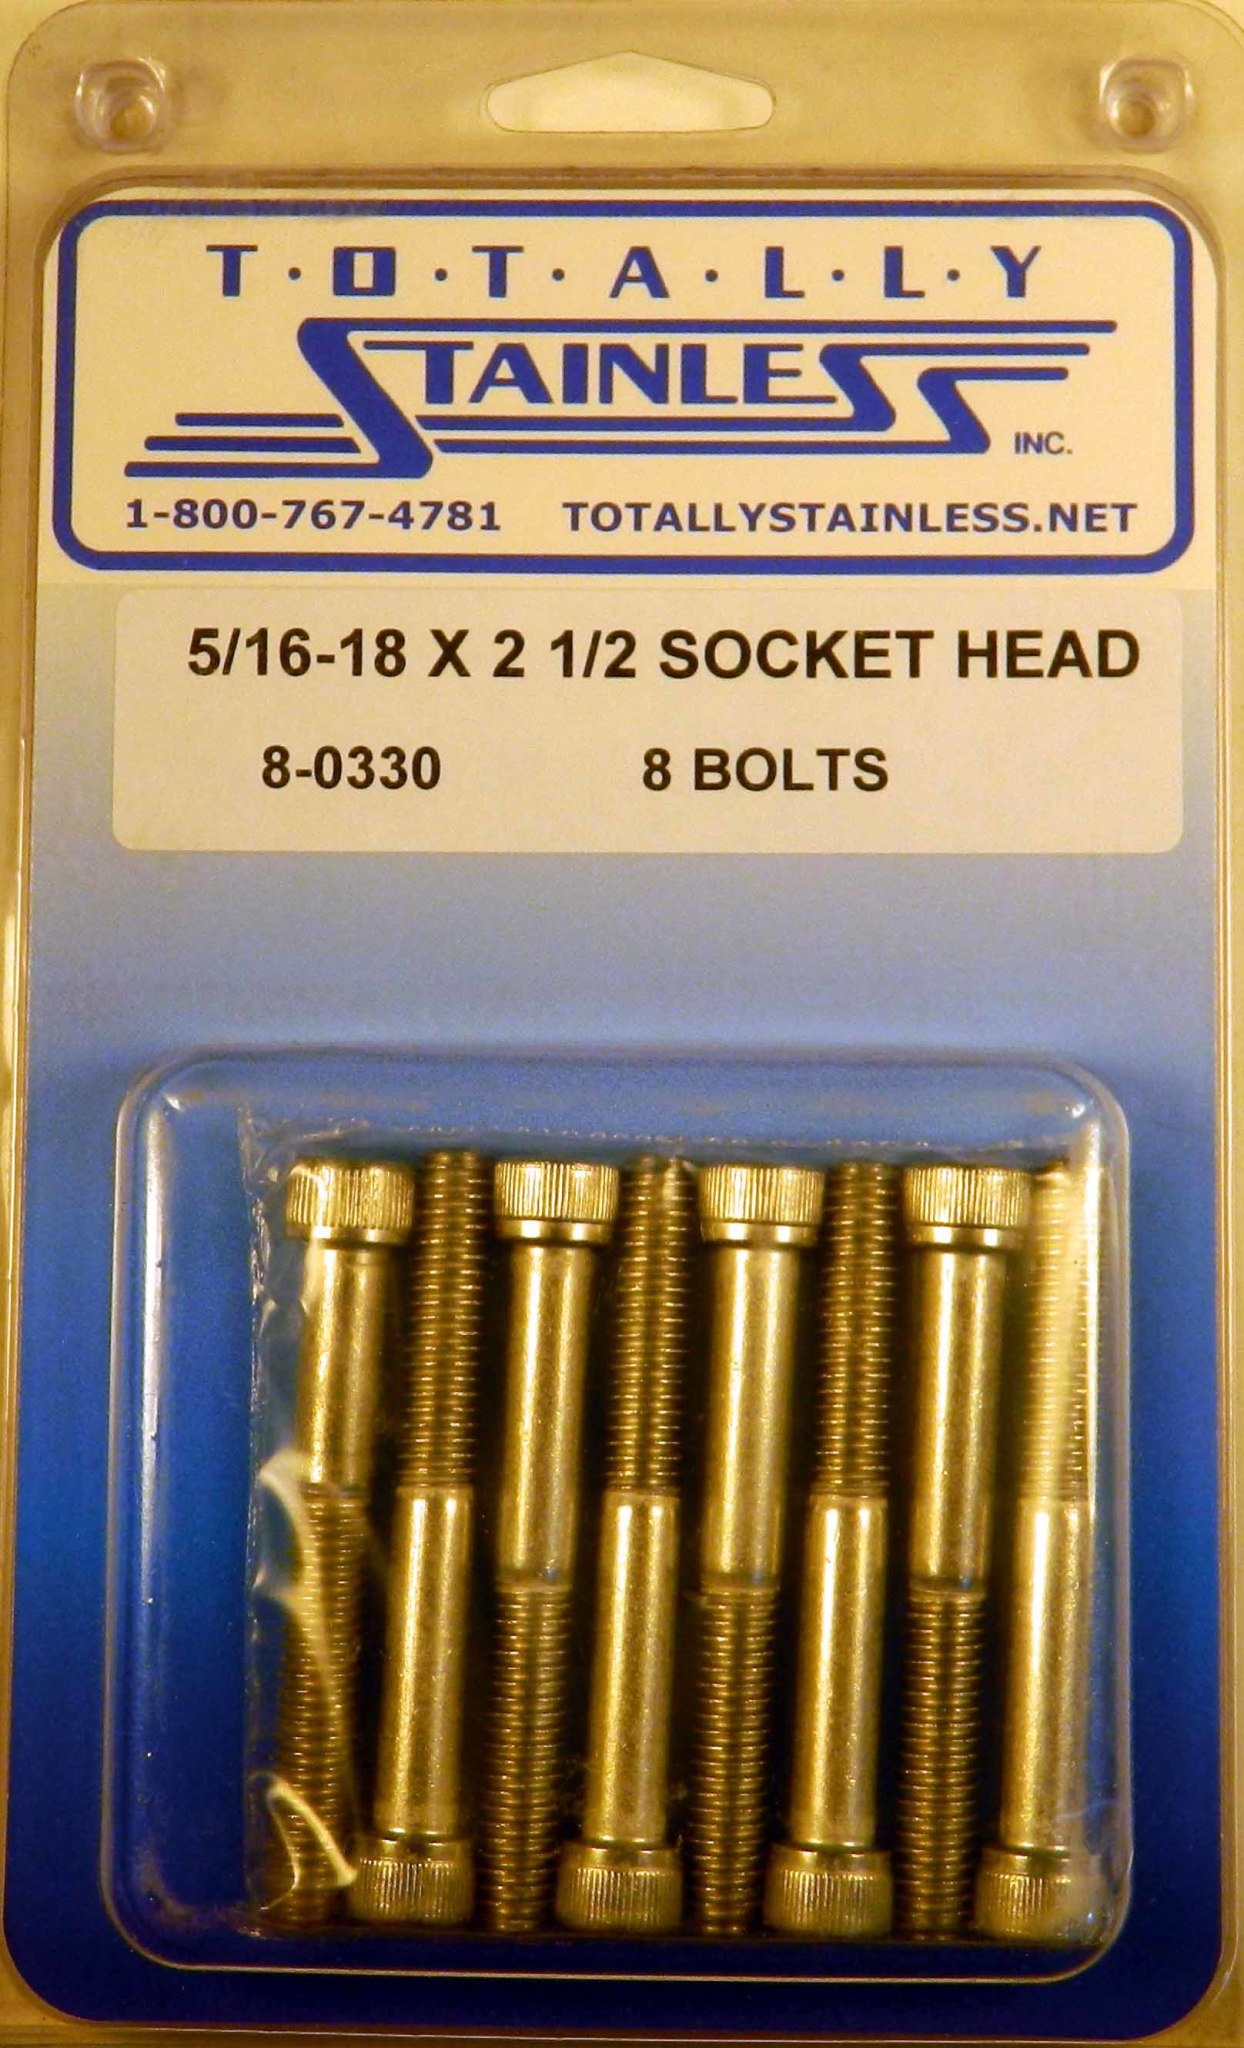 T·O·T·A·L·L·Y
STAINLESS INC.
1-800-767-4781 TOTALLYSTAINLESS.NET
5/16-18 X 2 1/2 SOCKET HEAD
8-0330 8 BOLTS